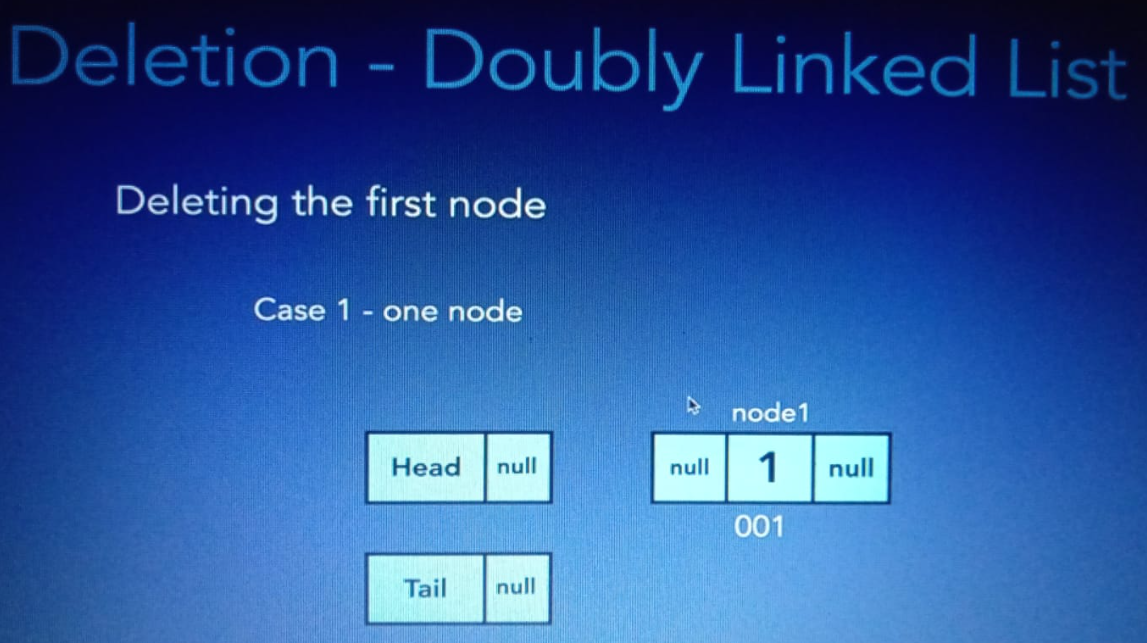 Deletion - Doubly Linked List
Deleting the first node
Case 1 - one node
node1
Head null
null 1 null
001
Tail null